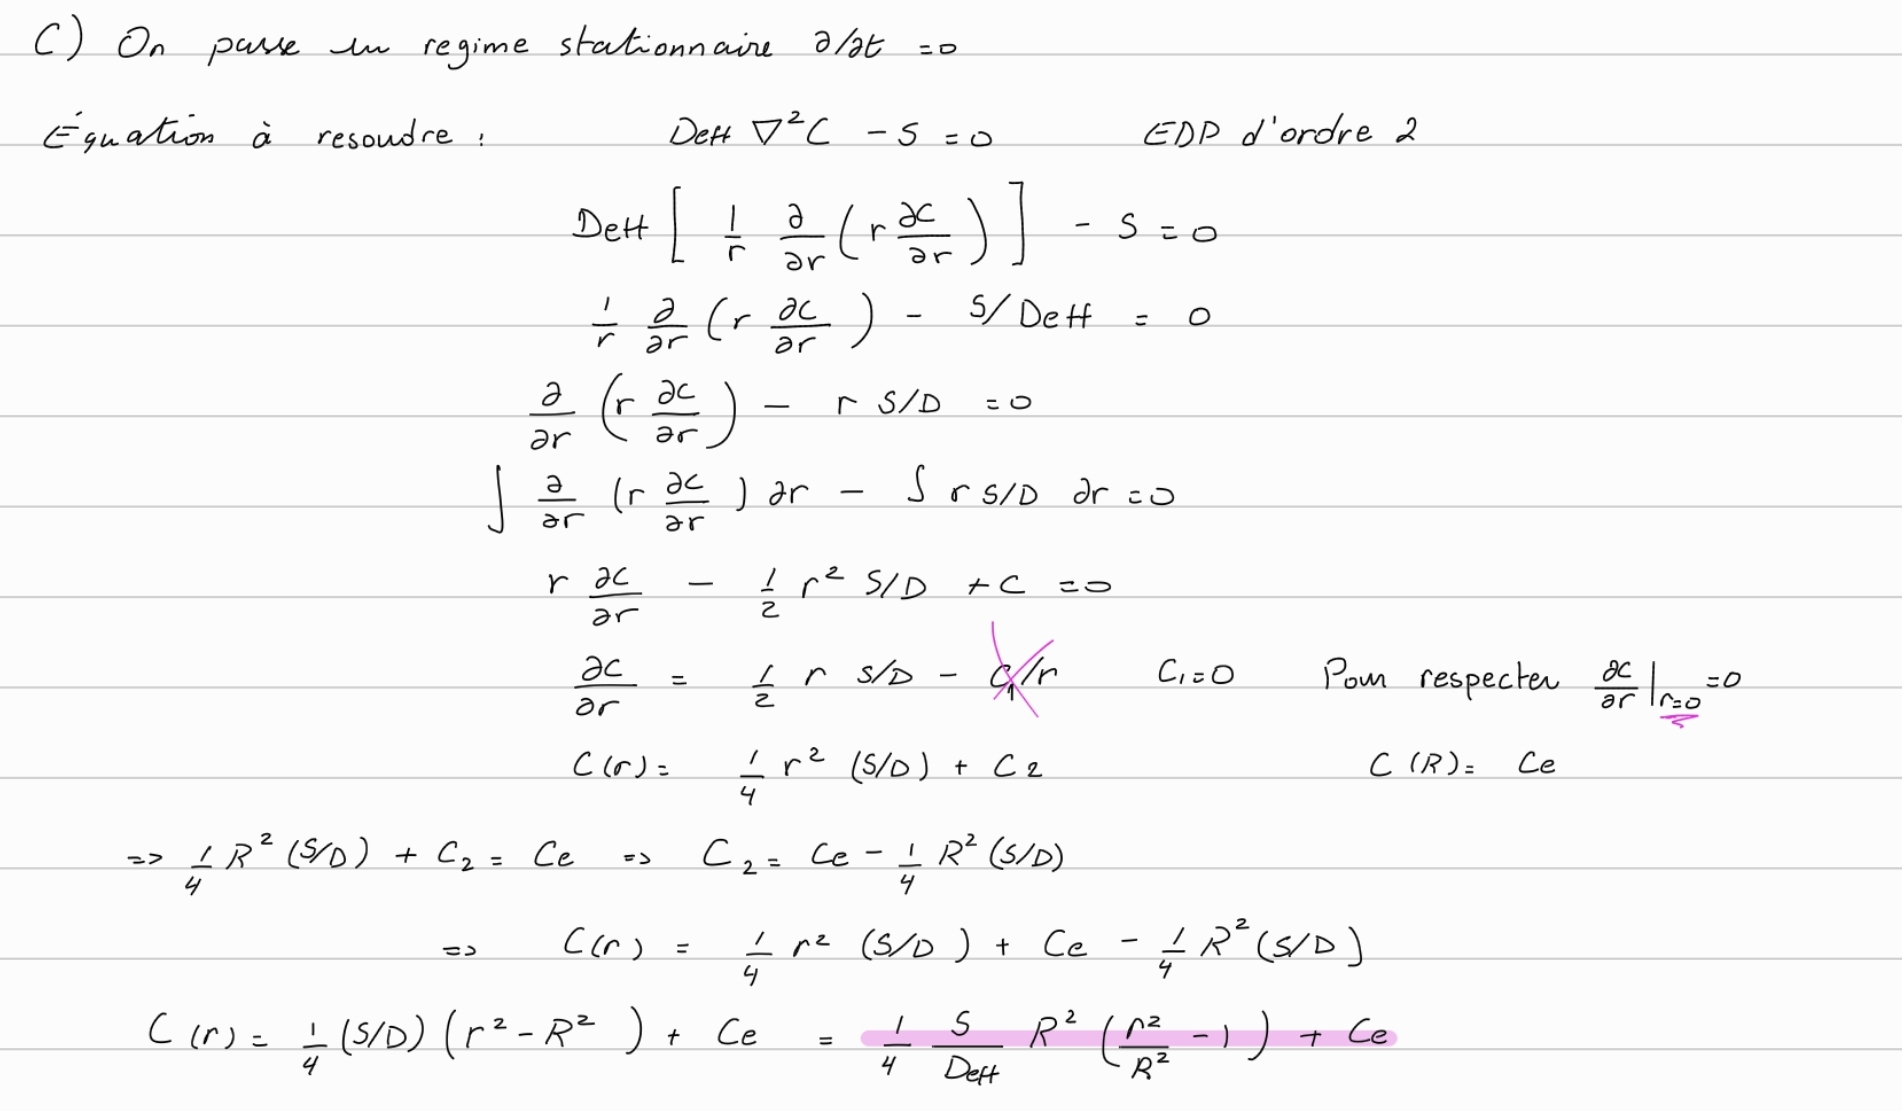 C) On passe en regime stationnaire ∂/∂t =0
Équation à resoudre : Deff ∇²C - S = 0 EDP d'ordre 2
Deff [ 1/r ∂/∂r ( r ∂C/∂r ) ] - S = 0
1/r ∂/∂r ( r ∂C/∂r ) - S/Deff = 0
∂/∂r ( r ∂C/∂r ) - r S/D = 0
∫ ∂/∂r ( r ∂C/∂r ) ∂r - ∫ r S/D ∂r = 0
r ∂C/∂r - 1/2 r² S/D + C = 0
∂C/∂r = 1/2 r S/D - C₁/r C₁=0 Pour respecter ∂C/∂r |r=0 =0
C(r) = 1/4 r² (S/D) + C2 C(R) = Ce
=> 1/4 R² (S/D) + C₂ = Ce => C₂ = Ce - 1/4 R² (S/D)
=> C(r) = 1/4 r² (S/D) + Ce - 1/4 R² (S/D)
C(r) = 1/4 (S/D) (r² - R²) + Ce = 1/4 S/Deff R² ( r²/R² - 1 ) + Ce